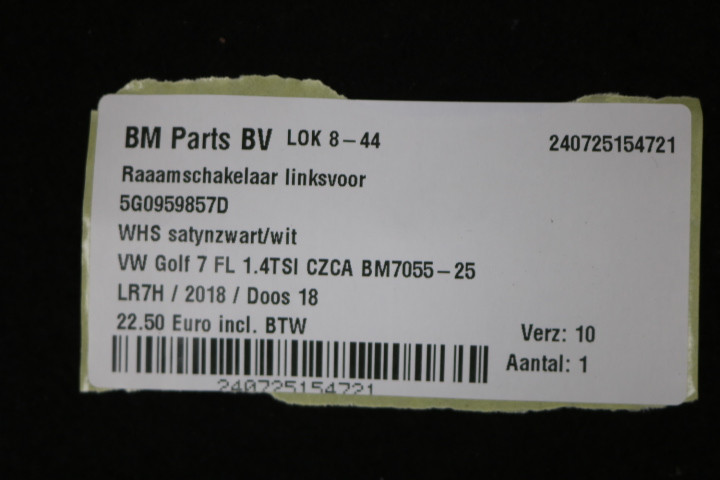 BM Parts BV LOK 8-44 240725154721
Raaamschakelaar linksvoor
5G0959857D
WHS satynzwart/wit
VW Golf 7 FL 1.4TSI CZCA BM7055-25
LR7H / 2018 / Doos 18
22.50 Euro incl. BTW Verz: 10
Aantal: 1
240725154721